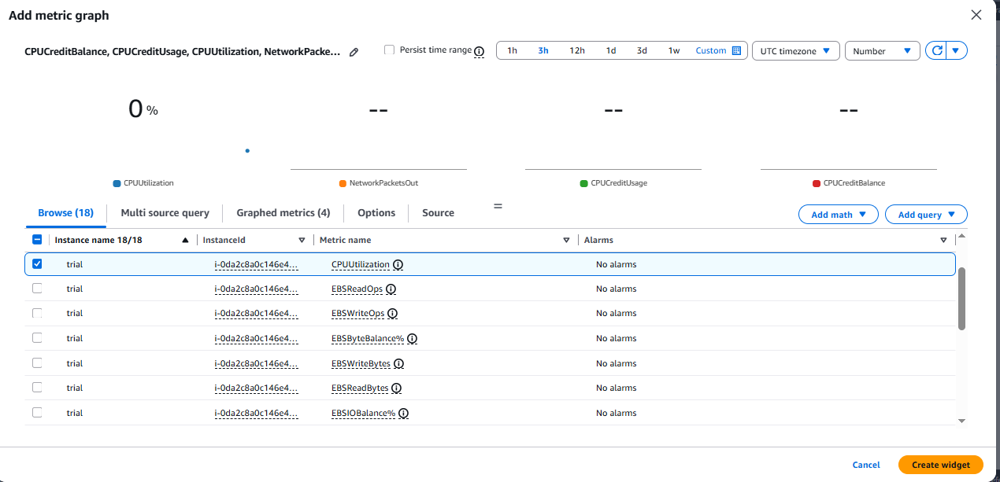 Add metric graph
CPUCreditBalance, CPUCreditUsage, CPUUtilization, NetworkPacke...
Persist time range
1h 3h 12h 1d 3d 1w Custom
UTC timezone
Number
0 %
--
--
--
CPUUtilization
NetworkPacketsOut
CPUCreditUsage
CPUCreditBalance
Browse (18)
Multi source query
Graphed metrics (4)
Options
Source
=
Add math
Add query
Instance name 18/18 InstanceId Metric name Alarms
trial i-0da2c8a0c146e4... CPUUtilization No alarms
trial i-0da2c8a0c146e4... EBSReadOps No alarms
trial i-0da2c8a0c146e4... EBSWriteOps No alarms
trial i-0da2c8a0c146e4... EBSByteBalance% No alarms
trial i-0da2c8a0c146e4... EBSWriteBytes No alarms
trial i-0da2c8a0c146e4... EBSReadBytes No alarms
trial i-0da2c8a0c146e4... EBSIOBalance% No alarms
Cancel
Create widget